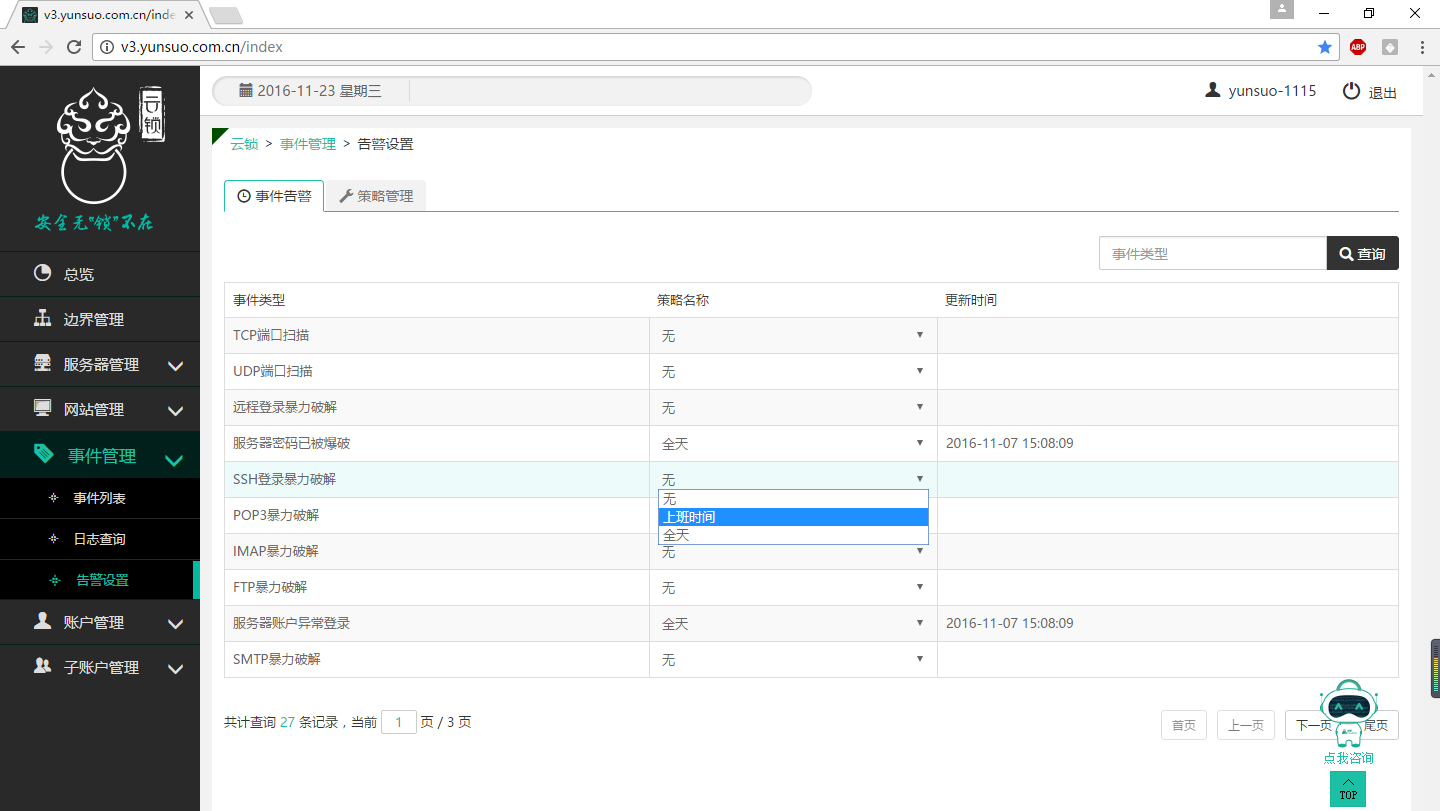 v3.yunsuo.com.cn/inde
v3.yunsuo.com.cn/index
ABP
云锁
安全无"锁"不在
2016-11-23 星期三
yunsuo-1115
退出
云锁 > 事件管理 > 告警设置
事件告警
策略管理
事件类型
查询
总览
边界管理
服务器管理
网站管理
事件管理
事件列表
日志查询
告警设置
账户管理
子账户管理
事件类型 策略名称 更新时间
TCP端口扫描 无
UDP端口扫描 无
远程登录暴力破解 无
服务器密码已被爆破 全天 2016-11-07 15:08:09
SSH登录暴力破解 无
无
上班时间
全天
POP3暴力破解
IMAP暴力破解 无
FTP暴力破解 无
服务器账户异常登录 全天 2016-11-07 15:08:09
SMTP暴力破解 无
共计查询 27 条记录，当前 1 页 / 3 页
首页 上一页 下一页 尾页
点我咨询
TOP